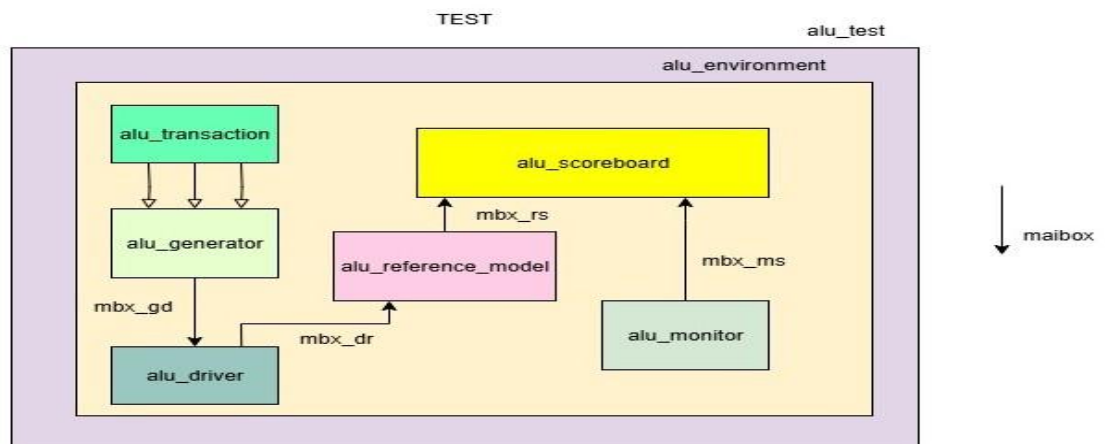 TEST
alu_test
alu_environment
alu_transaction
alu_scoreboard
mbx_rs
alu_generator
alu_reference_model
maibox
mbx_ms
mbx_gd
alu_monitor
mbx_dr
alu_driver